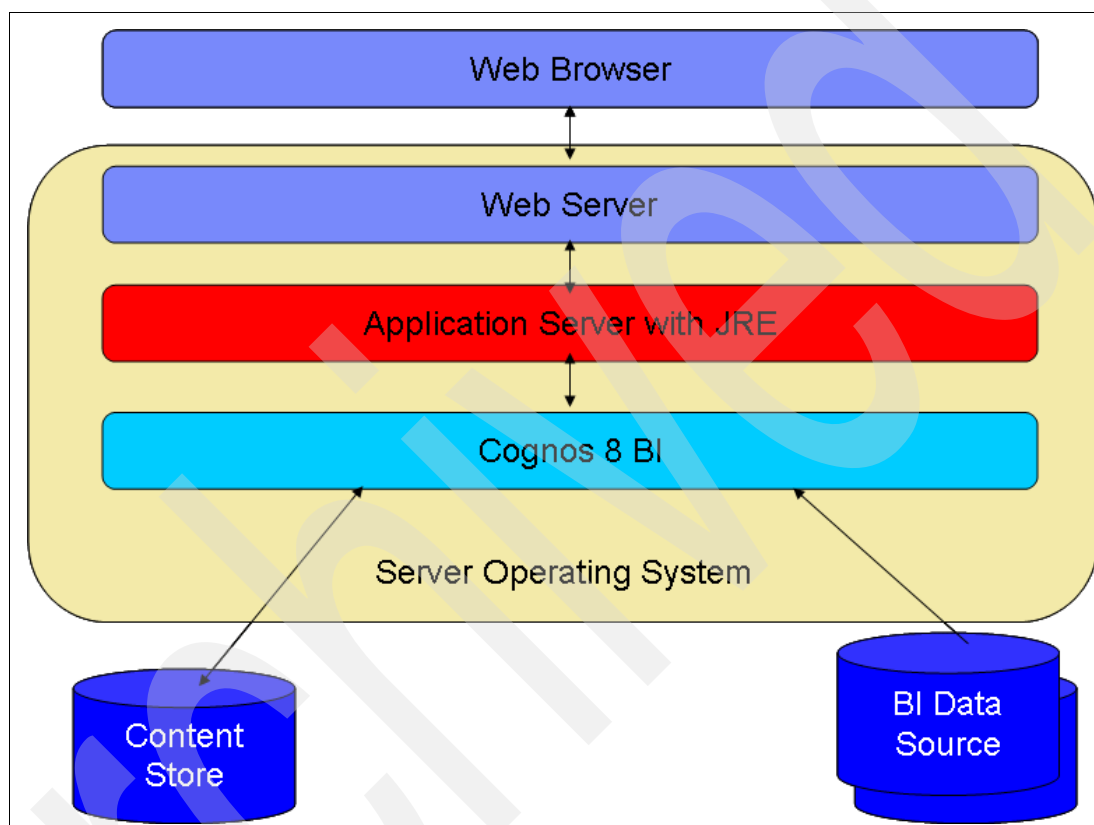 Web Browser
Web Server
Application Server with JRE
Cognos 8 BI
Server Operating System
Content
Store
BI Data
Source